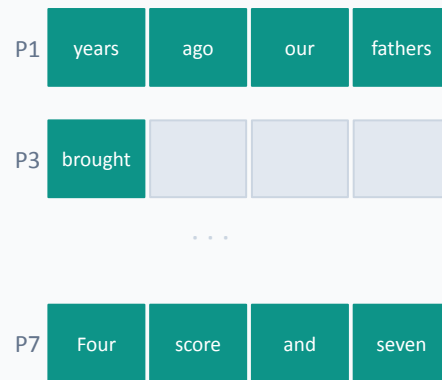 P1 years ago our fathers
P3 brought
. . .
P7 Four score and seven